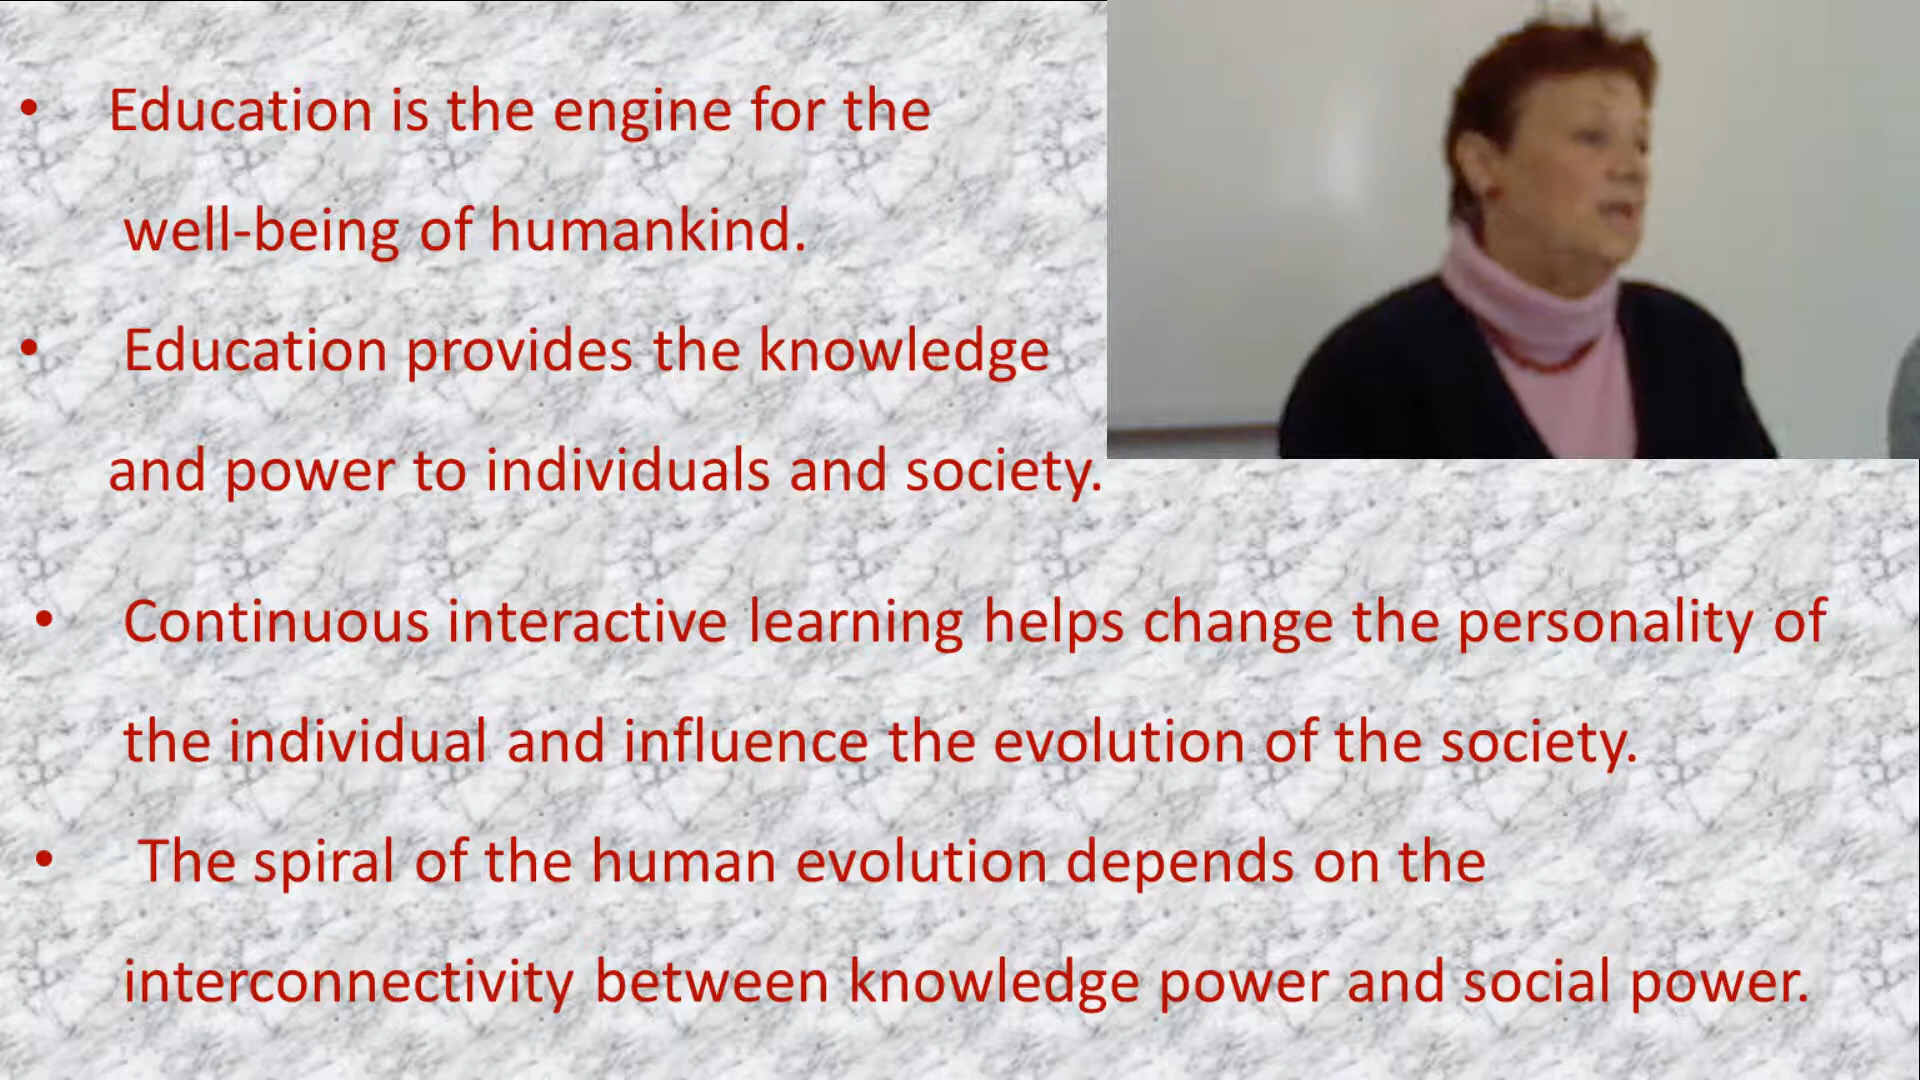 • Education is the engine for the
well-being of humankind.
• Education provides the knowledge
and power to individuals and society.
• Continuous interactive learning helps change the personality of
the individual and influence the evolution of the society.
• The spiral of the human evolution depends on the
interconnectivity between knowledge power and social power.